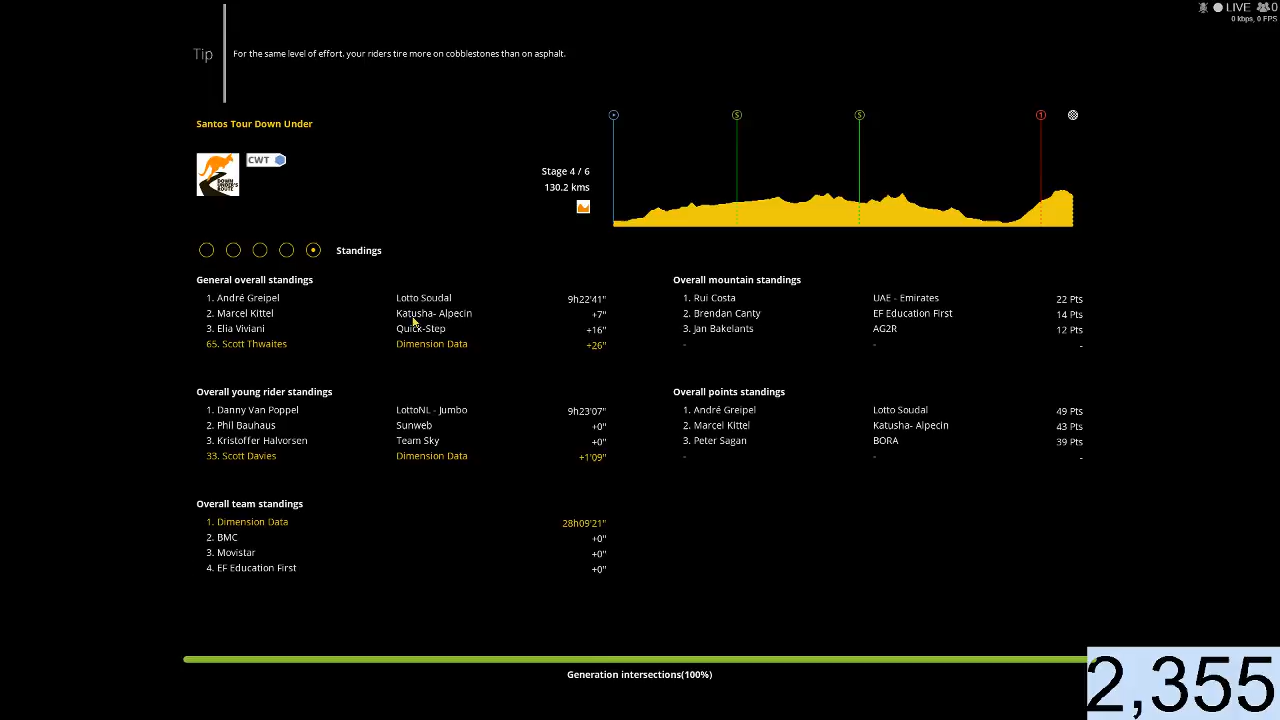 LIVE 0
0 kbps, 0 FPS
Tip
For the same level of effort, your riders tire more on cobblestones than on asphalt.
Santos Tour Down Under
CWT
DOWN UNDER'S ROUTE
Stage 4 / 6
130.2 kms
S S 1
Standings
General overall standings
1. André Greipel Lotto Soudal 9h22'41"
2. Marcel Kittel Katusha- Alpecin +7"
3. Elia Viviani Quick-Step +16"
65. Scott Thwaites Dimension Data +26"
Overall mountain standings
1. Rui Costa UAE - Emirates 22 Pts
2. Brendan Canty EF Education First 14 Pts
3. Jan Bakelants AG2R 12 Pts
- - -
Overall young rider standings
1. Danny Van Poppel LottoNL - Jumbo 9h23'07"
2. Phil Bauhaus Sunweb +0"
3. Kristoffer Halvorsen Team Sky +0"
33. Scott Davies Dimension Data +1'09"
Overall points standings
1. André Greipel Lotto Soudal 49 Pts
2. Marcel Kittel Katusha- Alpecin 43 Pts
3. Peter Sagan BORA 39 Pts
- - -
Overall team standings
1. Dimension Data 28h09'21"
2. BMC +0"
3. Movistar +0"
4. EF Education First +0"
Generation intersections(100%)
2,355